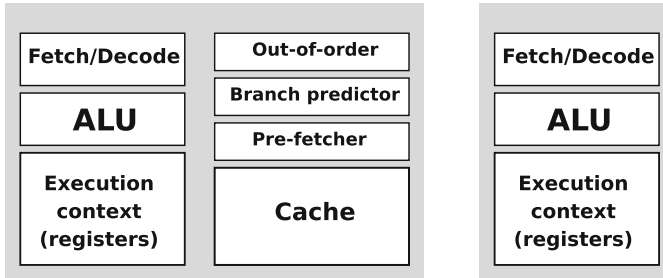 Fetch/Decode
ALU
Execution
context
(registers)
Out-of-order
Branch predictor
Pre-fetcher
Cache
Fetch/Decode
ALU
Execution
context
(registers)